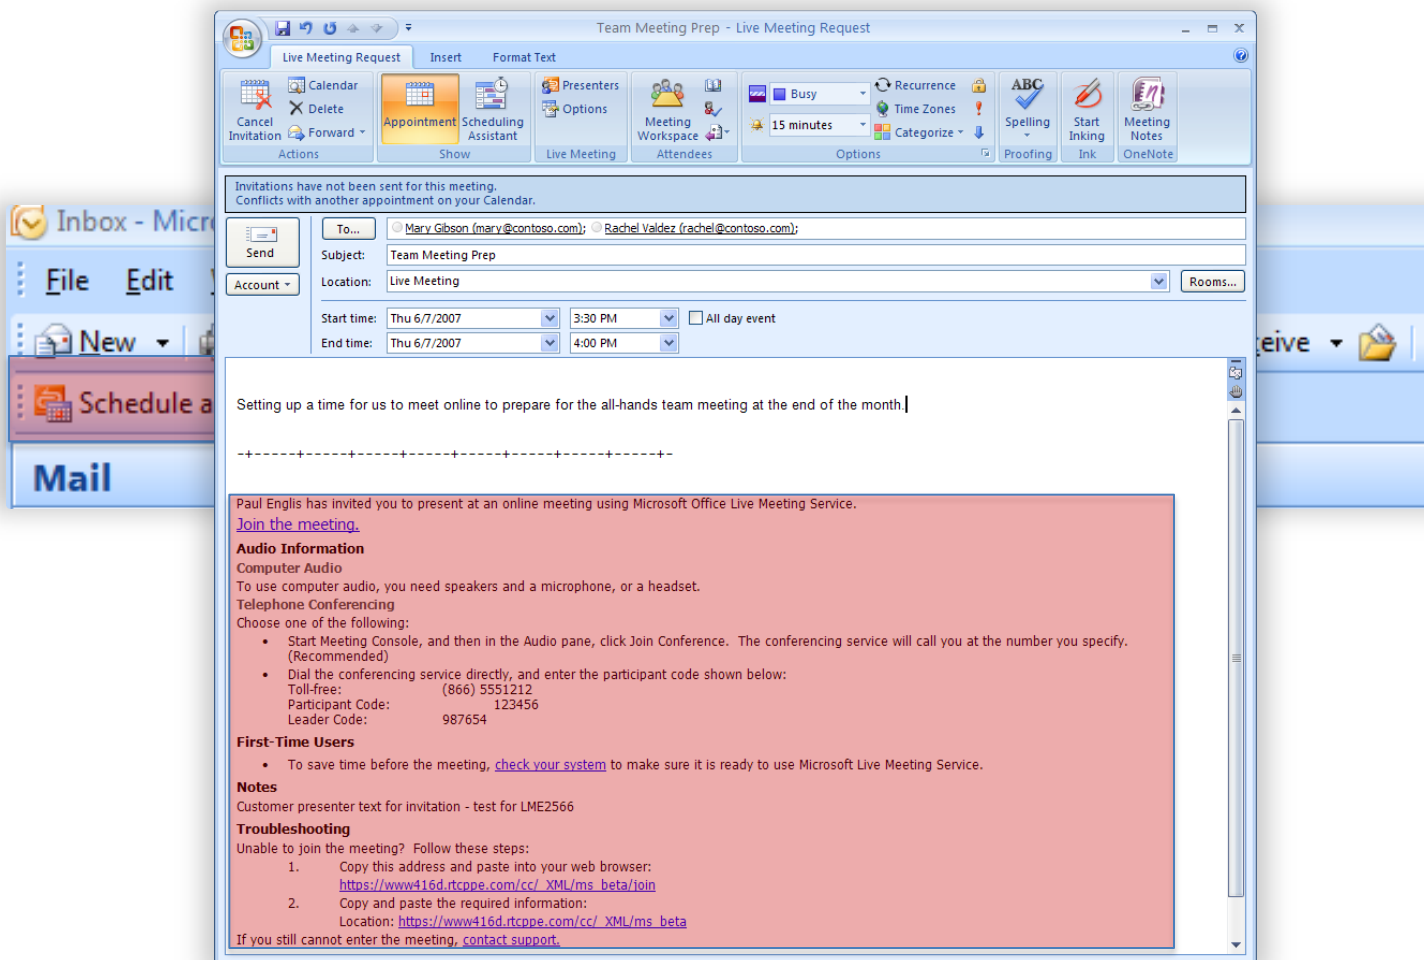 Team Meeting Prep - Live Meeting Request
Live Meeting Request Insert Format Text
Cancel Invitation
Calendar
Delete
Forward
Actions
Appointment
Scheduling Assistant
Show
Presenters
Options
Live Meeting
Meeting Workspace
Attendees
Busy
15 minutes
Recurrence
Time Zones
Categorize
Options
ABC
Spelling
Proofing
Start Inking
Ink
Meeting Notes
OneNote
Invitations have not been sent for this meeting.
Conflicts with another appointment on your Calendar.
Inbox - Micr
File Edit
New
Schedule a
Mail
eive
Send
Account
To... Mary Gibson (mary@contoso.com); Rachel Valdez (rachel@contoso.com);
Subject: Team Meeting Prep
Location: Live Meeting Rooms...
Start time: Thu 6/7/2007 3:30 PM All day event
End time: Thu 6/7/2007 4:00 PM
Setting up a time for us to meet online to prepare for the all-hands team meeting at the end of the month.
-+-----+-----+-----+-----+-----+-----+-----+-----+-
Paul Englis has invited you to present at an online meeting using Microsoft Office Live Meeting Service.
Join the meeting.
Audio Information
Computer Audio
To use computer audio, you need speakers and a microphone, or a headset.
Telephone Conferencing
Choose one of the following:
• Start Meeting Console, and then in the Audio pane, click Join Conference. The conferencing service will call you at the number you specify.
(Recommended)
• Dial the conferencing service directly, and enter the participant code shown below:
Toll-free: (866) 5551212
Participant Code: 123456
Leader Code: 987654
First-Time Users
• To save time before the meeting, check your system to make sure it is ready to use Microsoft Live Meeting Service.
Notes
Customer presenter text for invitation - test for LME2566
Troubleshooting
Unable to join the meeting? Follow these steps:
1. Copy this address and paste into your web browser:
https://www416d.rtcppe.com/cc/_XML/ms_beta/join
2. Copy and paste the required information:
Location: https://www416d.rtcppe.com/cc/_XML/ms_beta
If you still cannot enter the meeting, contact support.